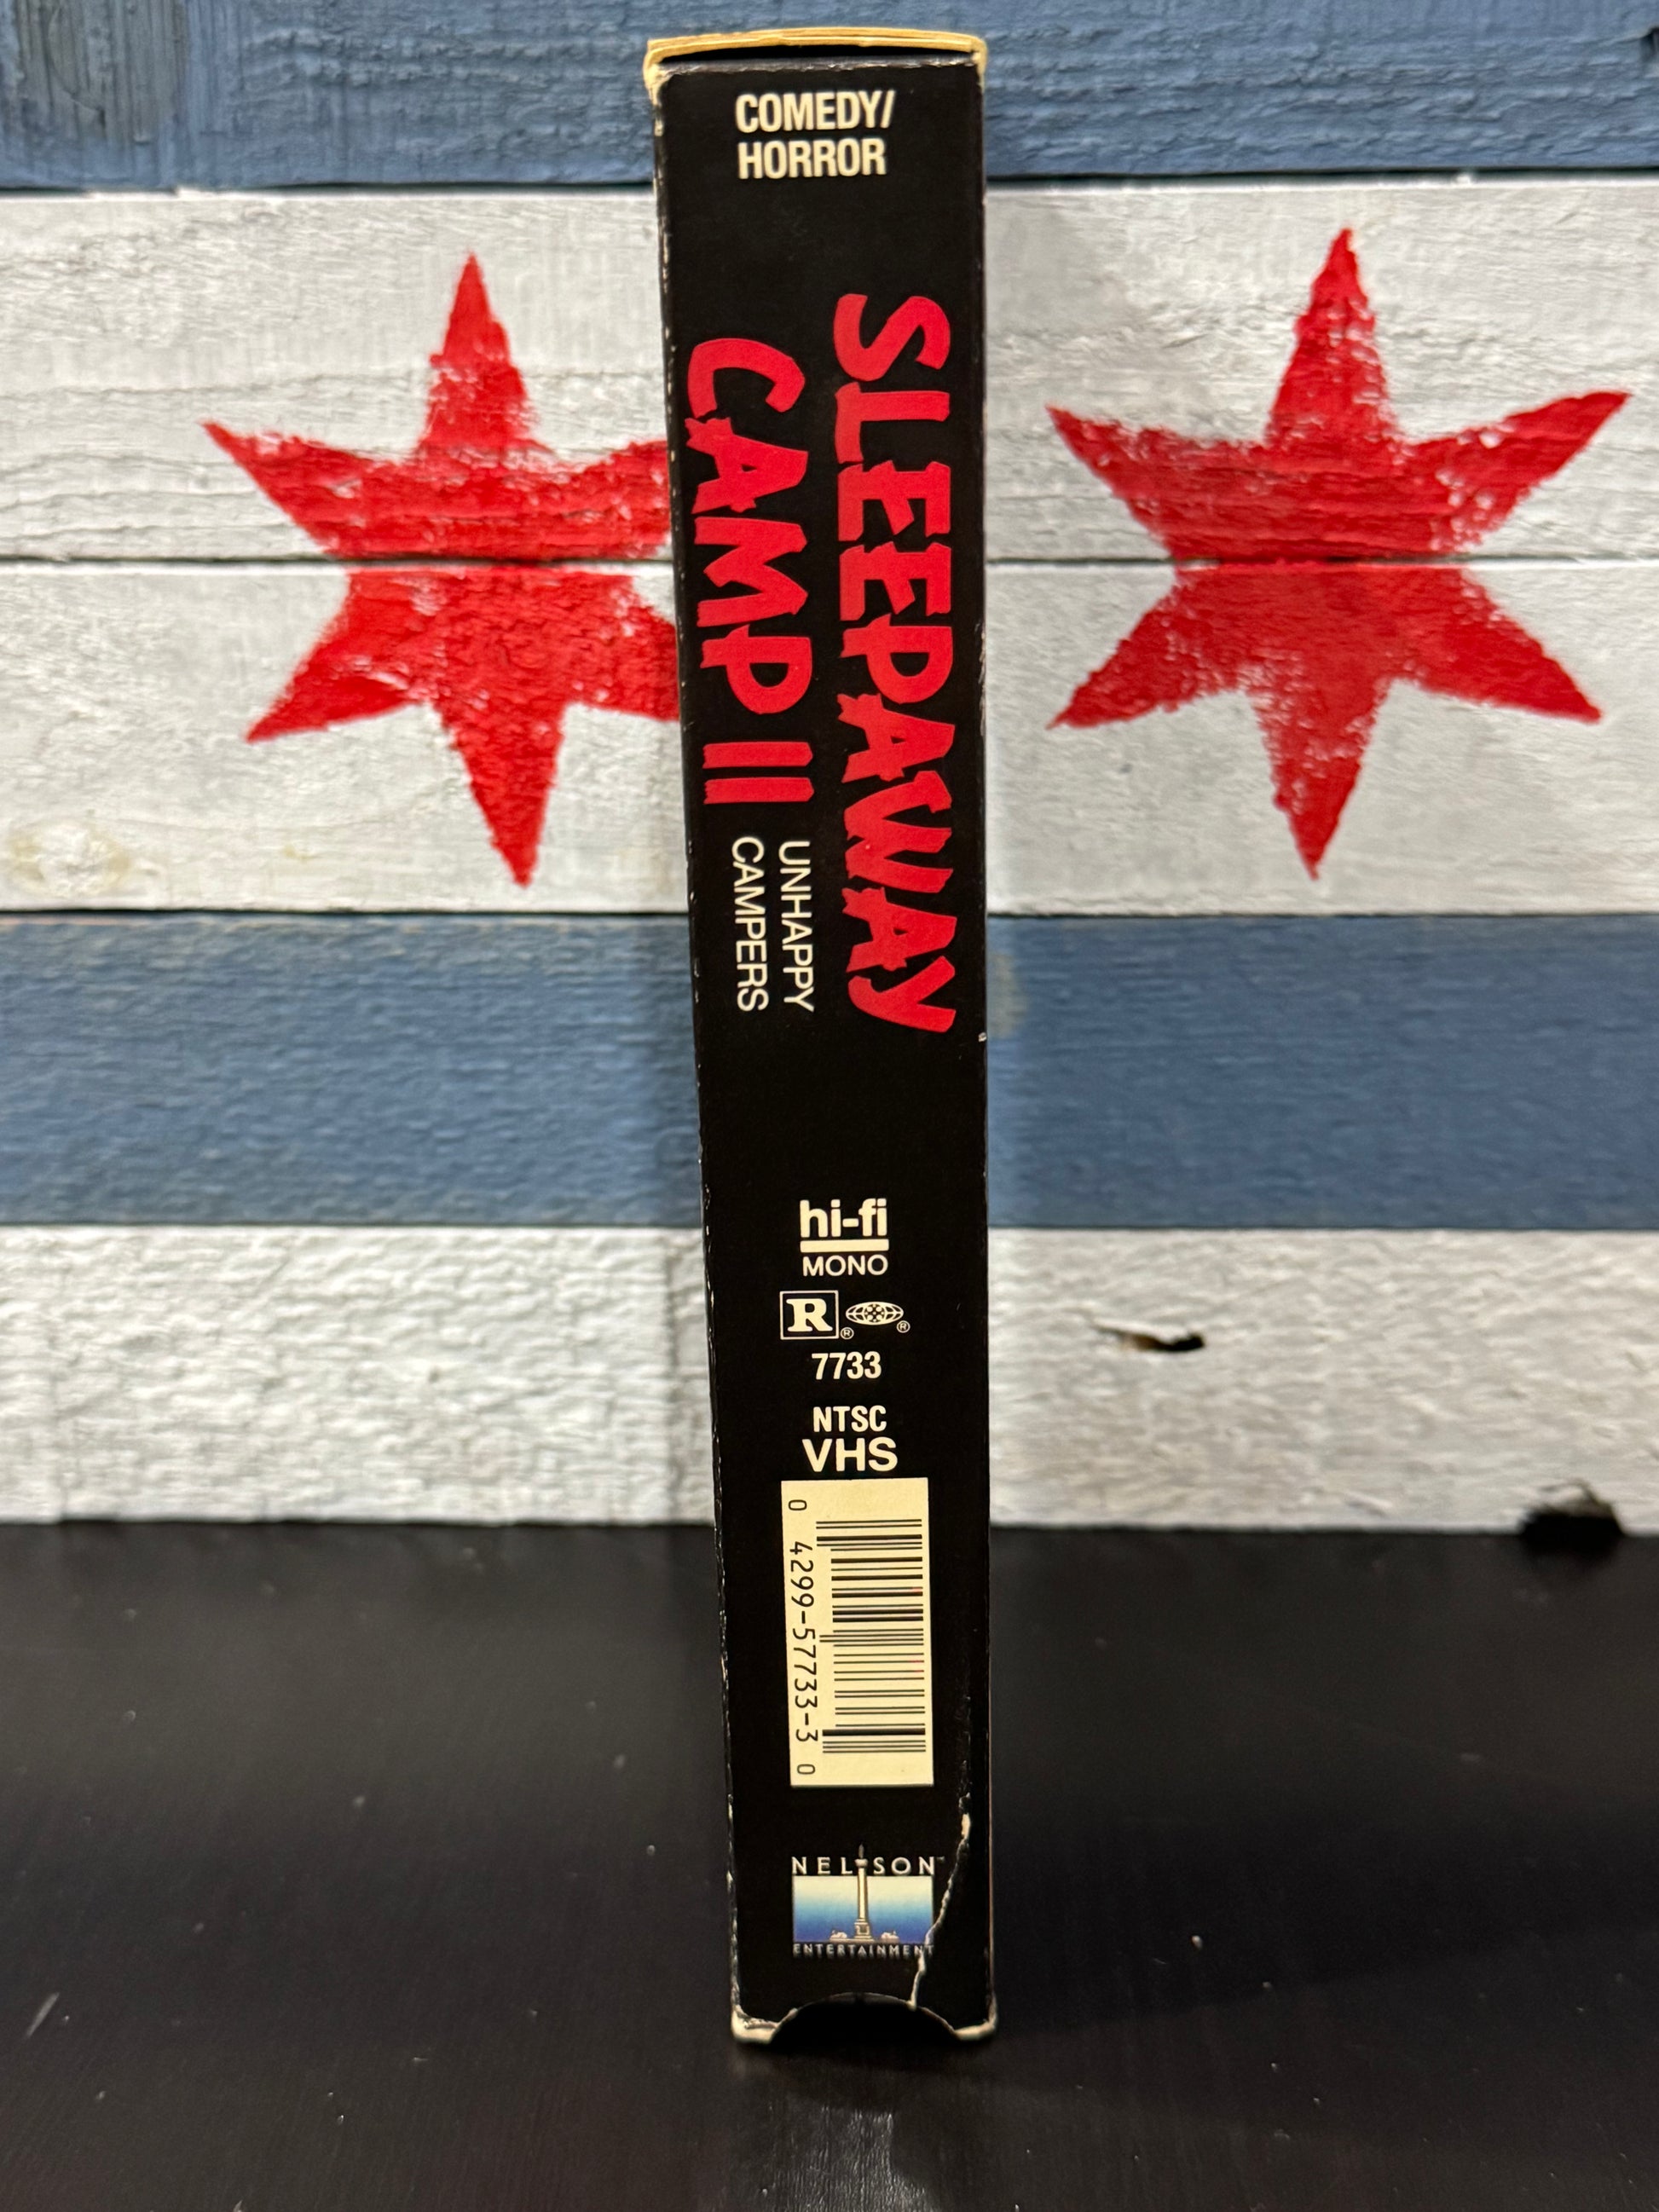 COMEDY/
HORROR
SLEEPAWAY
CAMP II
UNHAPPY
CAMPERS
hi-fi
MONO
R® ®
7733
NTSC
VHS
0 4299-57733-3 0
NELSON™
ENTERTAINMENT